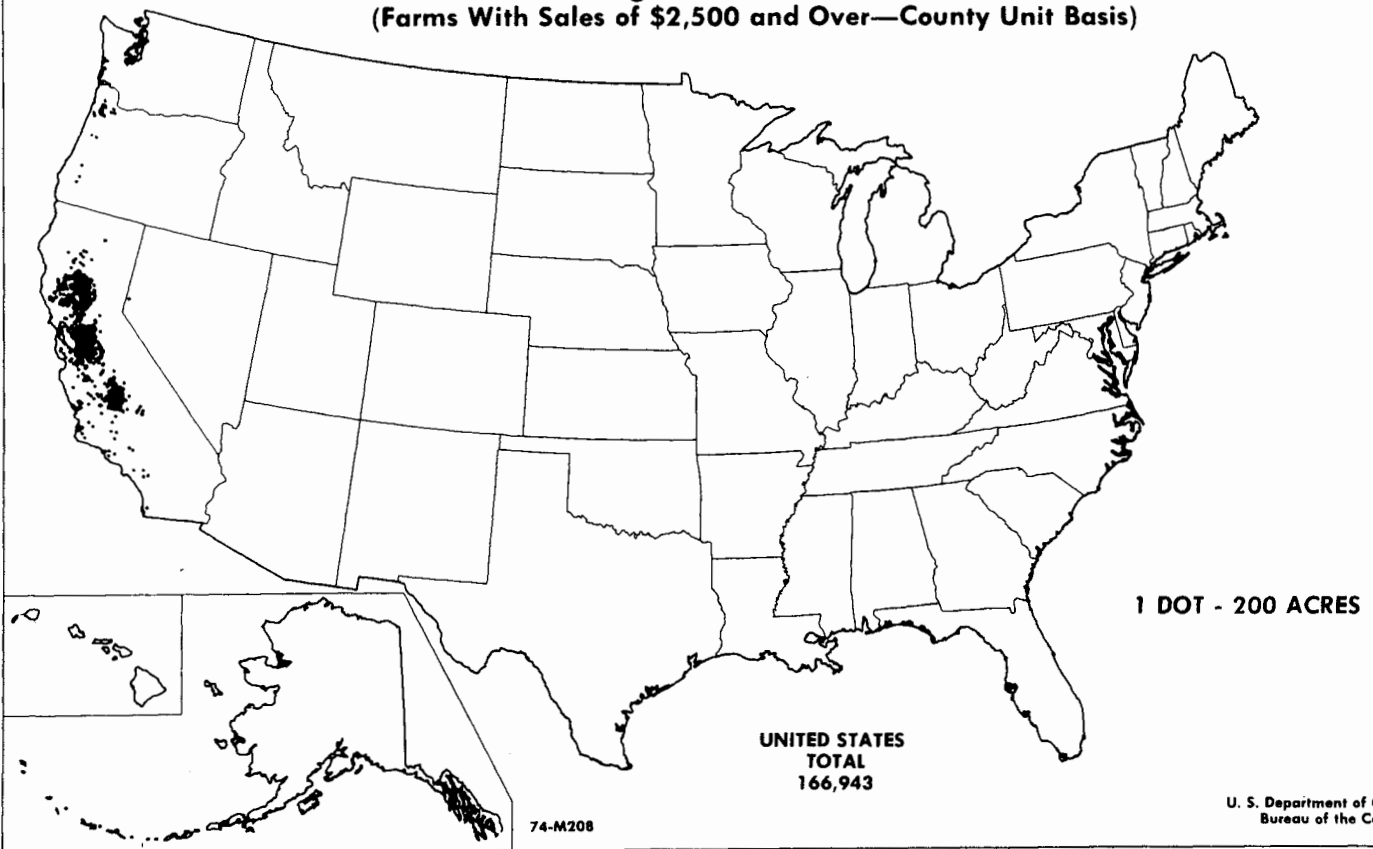 (Farms With Sales of $2,500 and Over—County Unit Basis)
1 DOT - 200 ACRES
UNITED STATES
TOTAL
166,943
U. S. Department of
Bureau of the
74-M208